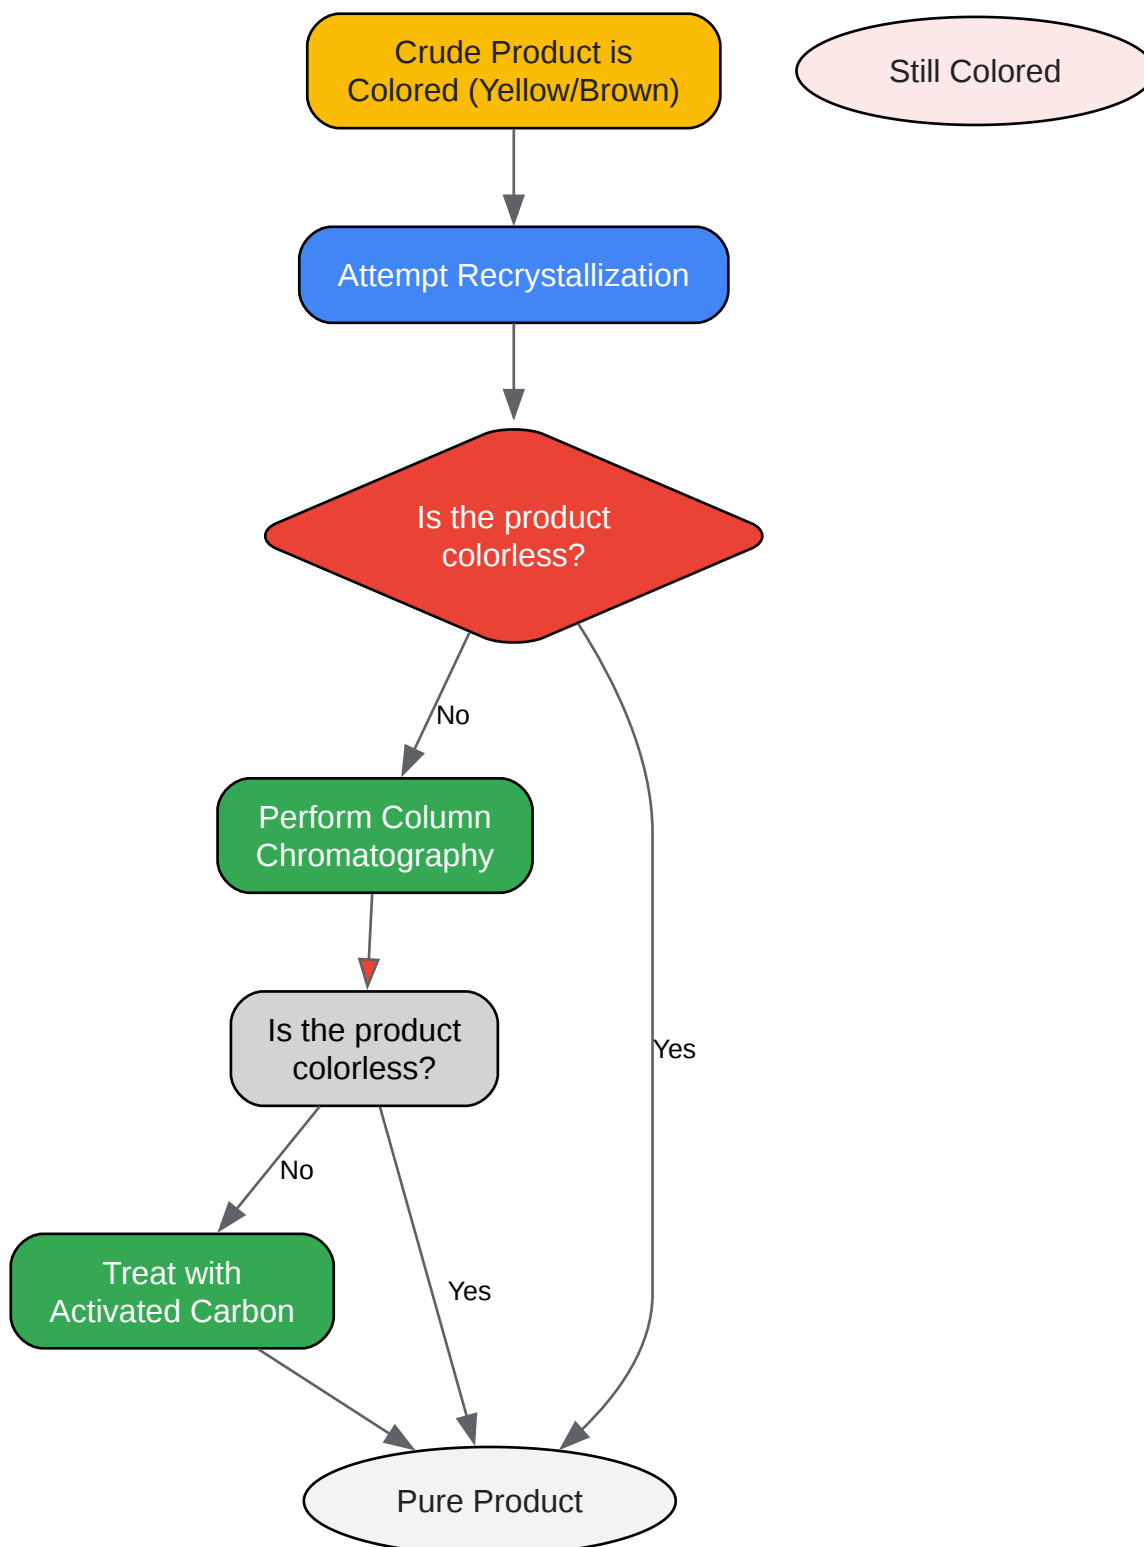 Crude Product is
Colored (Yellow/Brown)
Still Colored
Attempt Recrystallization
Is the product
colorless?
No
Perform Column
Chromatography
Is the product
colorless?
Yes
No
Treat with
Activated Carbon
Yes
Pure Product